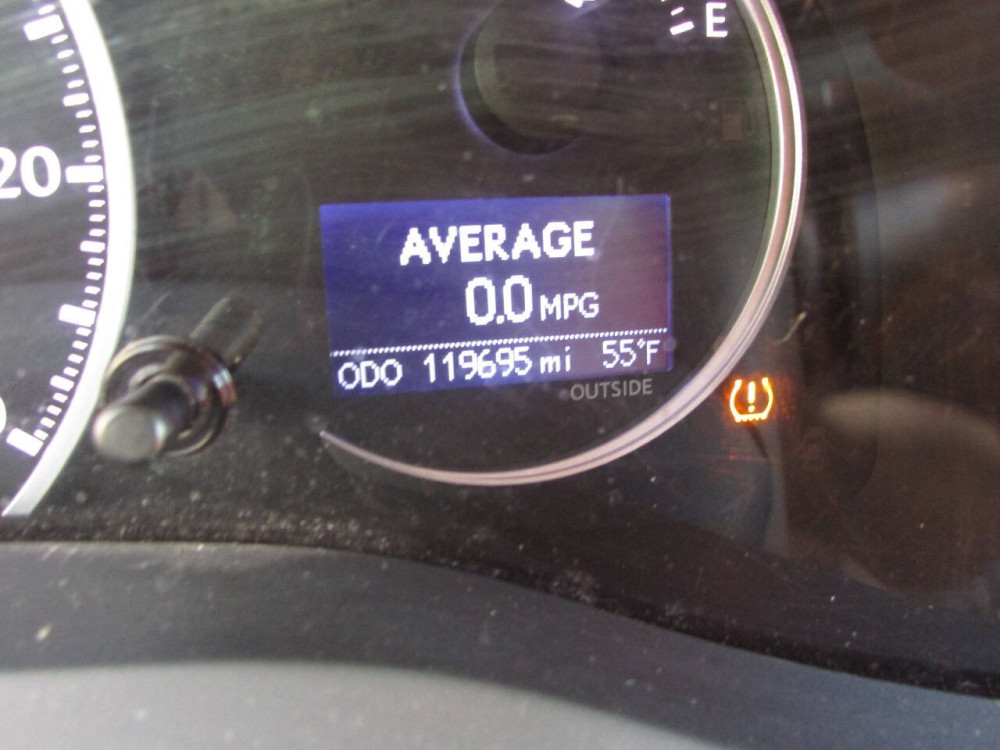 E
20
AVERAGE
0.0 MPG
ODO 119695 mi 55°F
OUTSIDE